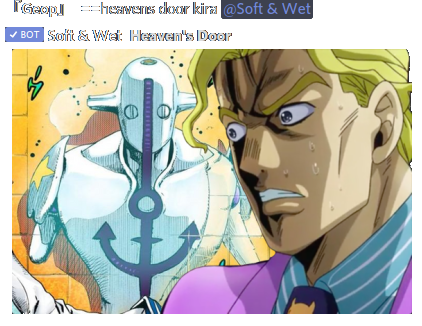 『Geop』 ==heavens door kira @Soft & Wet
✓ BOT Soft & Wet: Heaven's Door